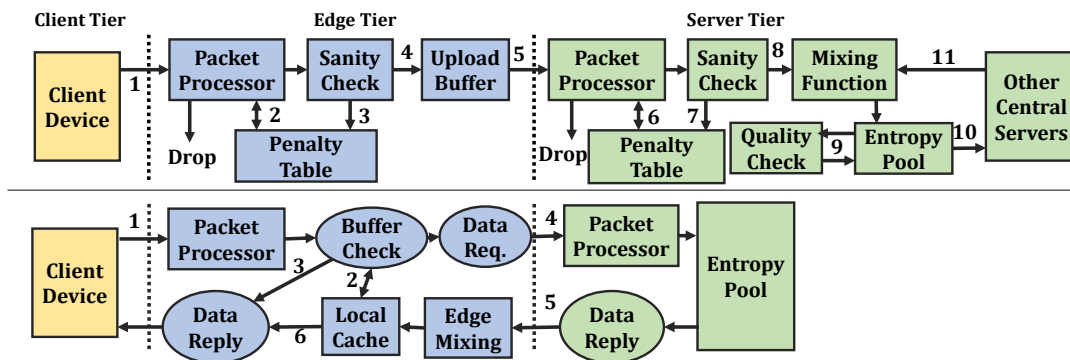 Client Tier
Edge Tier
Server Tier
Client Device
1
Packet Processor
2
Drop
Sanity Check
3
Penalty Table
4
Upload Buffer
5
Packet Processor
6
Drop
Sanity Check
7
Penalty Table
8
Mixing Function
11
Quality Check
9
Entropy Pool
10
Other Central Servers
Client Device
1
Packet Processor
Buffer Check
Data Req.
4
Packet Processor
Entropy Pool
3
2
Data Reply
6
Local Cache
Edge Mixing
5
Data Reply